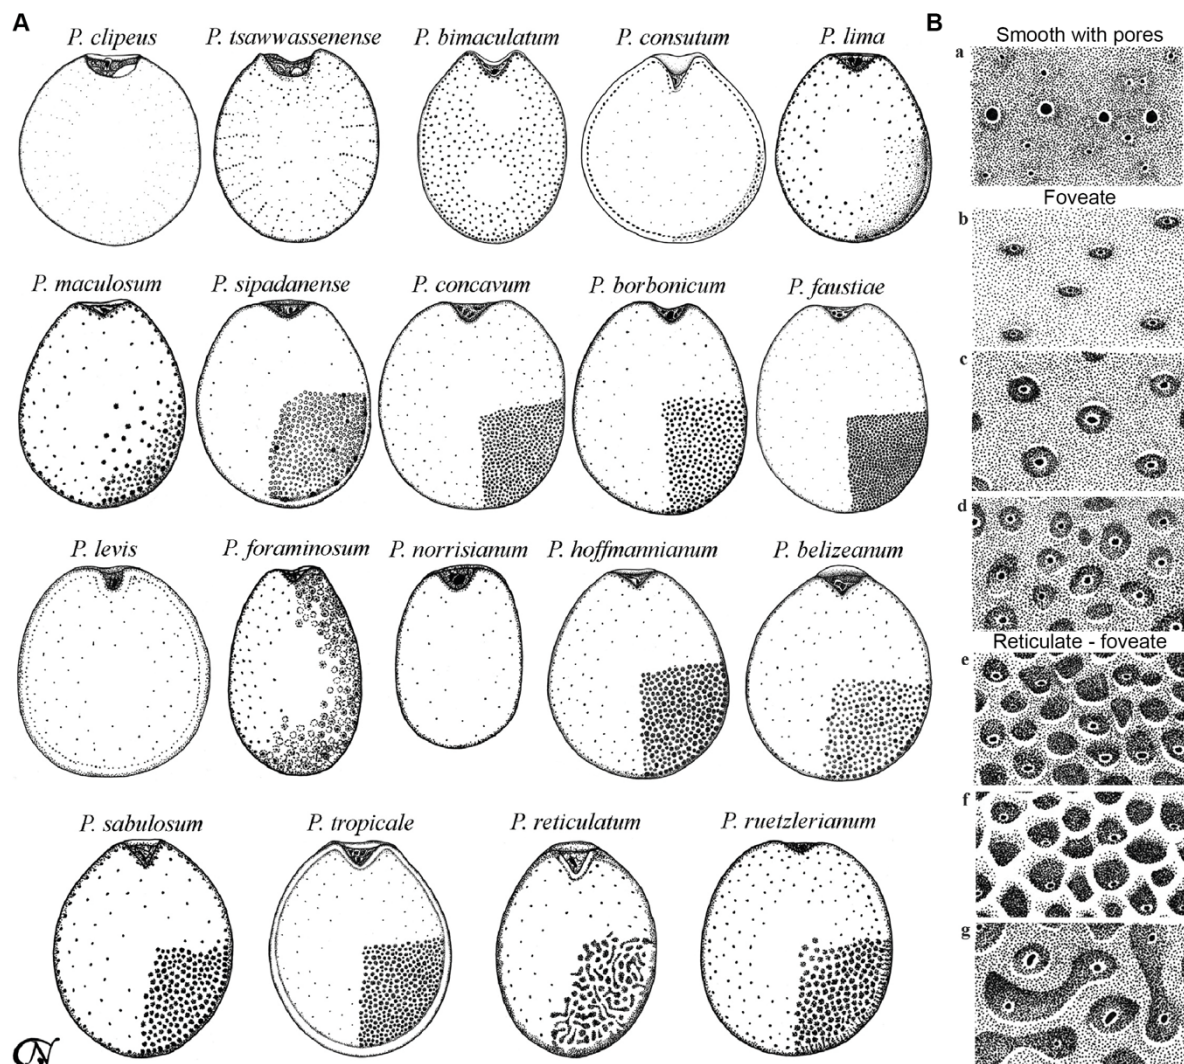 A
P. clipeus P. tsawwassenense P. bimaculatum P. consutum P. lima
P. maculosum P. sipadanense P. concavum P. borbonicum P. faustiae
P. levis P. foraminosum P. norrisianum P. hoffmannianum P. belizeanum
P. sabulosum P. tropicale P. reticulatum P. ruetzlerianum
B
Smooth with pores
a
Foveate
b
c
d
Reticulate - foveate
e
f
g